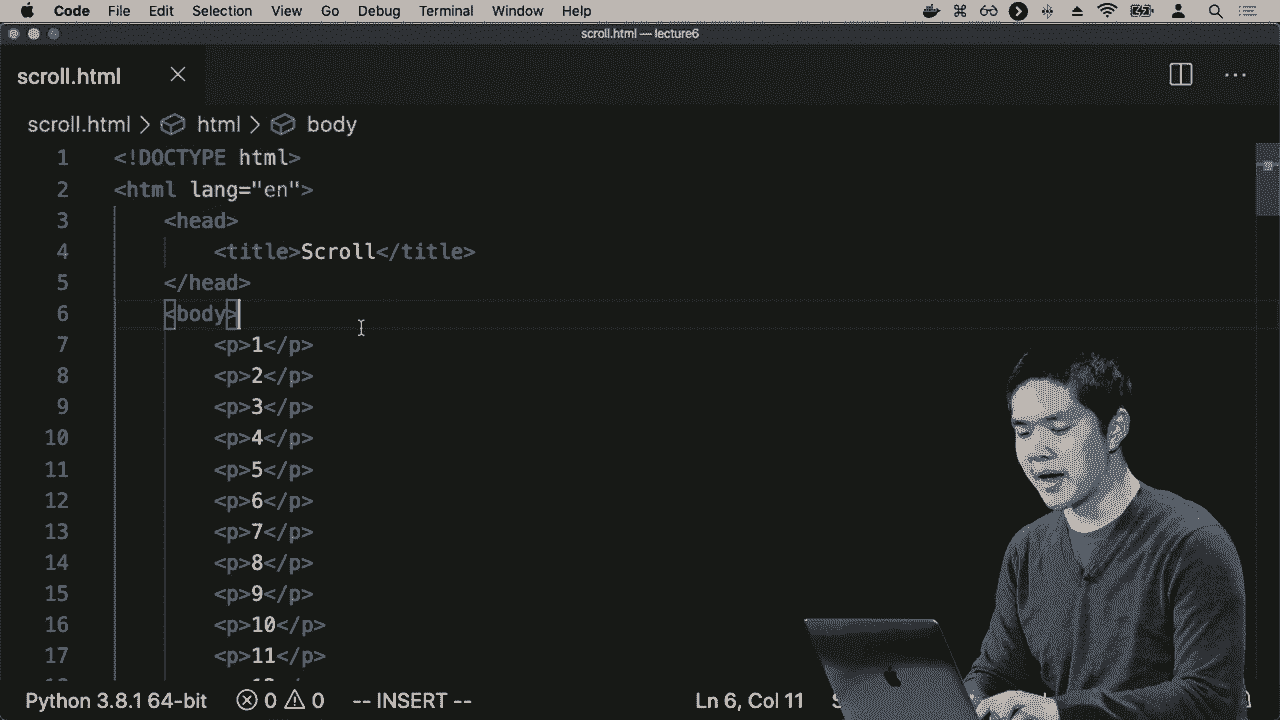 Code File Edit Selection View Go Debug Terminal Window Help
scroll.html — lecture6
scroll.html
scroll.html > html > body
1 <!DOCTYPE html>
2 <html lang="en">
3 <head>
4 <title>Scroll</title>
5 </head>
6 <body>
7 <p>1</p>
8 <p>2</p>
9 <p>3</p>
10 <p>4</p>
11 <p>5</p>
12 <p>6</p>
13 <p>7</p>
14 <p>8</p>
15 <p>9</p>
16 <p>10</p>
17 <p>11</p>
Python 3.8.1 64-bit 0 0 -- INSERT -- Ln 6, Col 11